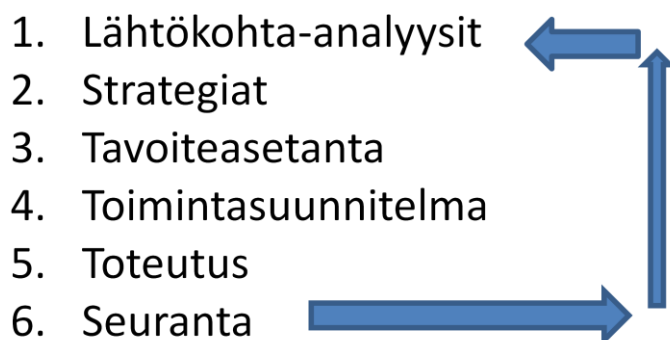 1. Lähtökohta-analyysit
2. Strategiat
3. Tavoiteasetanta
4. Toimintasuunnitelma
5. Toteutus
6. Seuranta